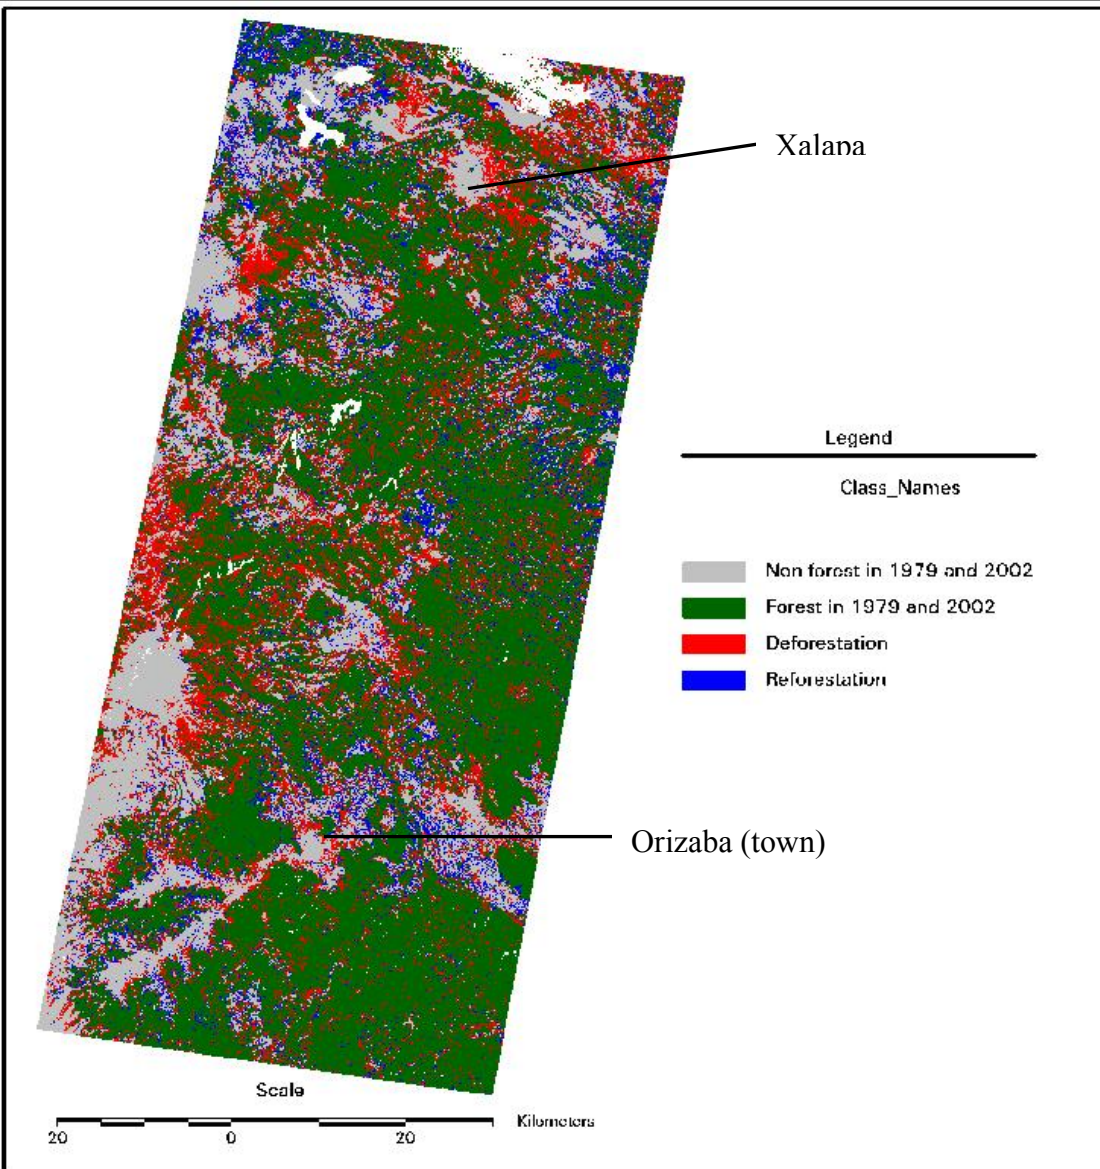 Xalapa
Legend
Class_Names
Non forest in 1979 and 2002
Forest in 1979 and 2002
Deforestation
Reforestation
Orizaba (town)
Scale
Kilometers
20 0 20